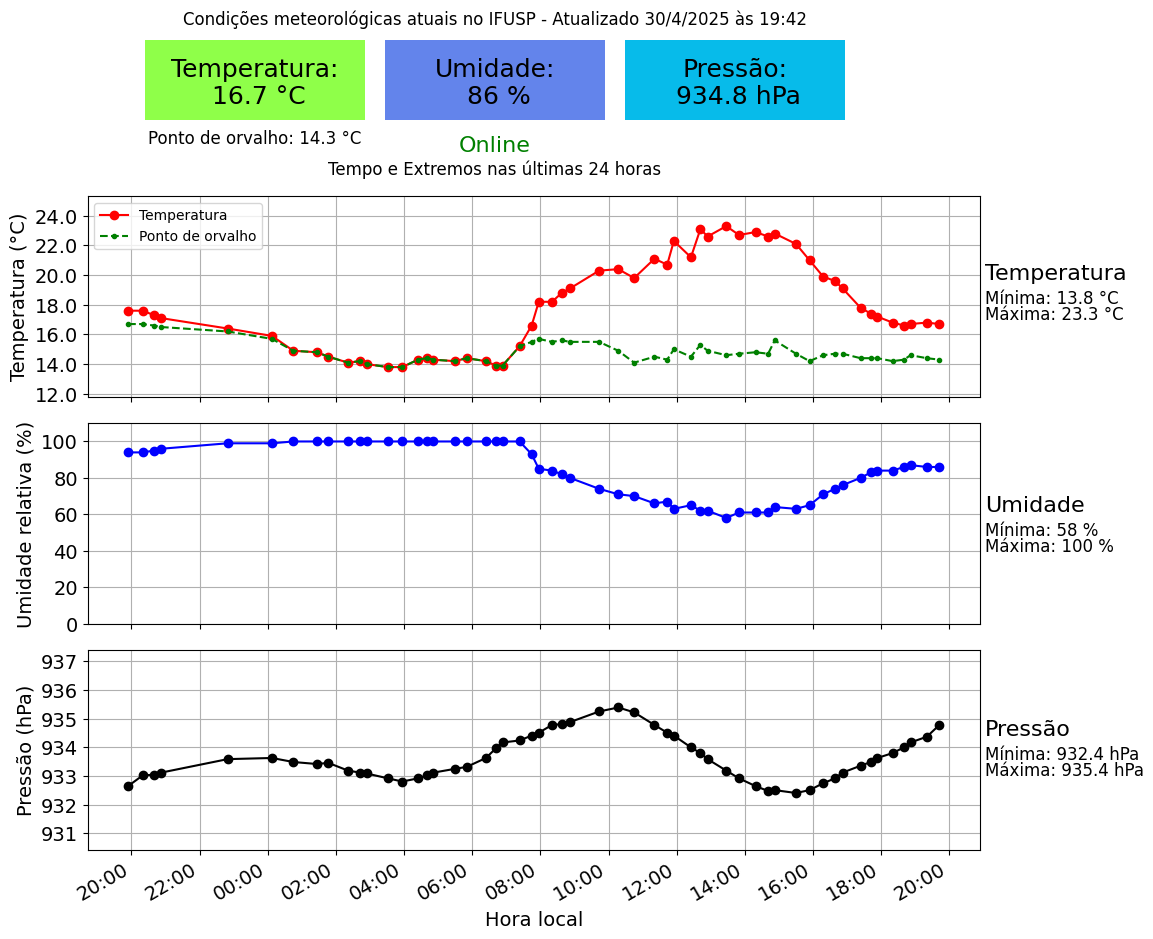 Condições meteorológicas atuais no IFUSP - Atualizado 30/4/2025 às 19:42
Temperatura:
16.7 °C
Umidade:
86 %
Pressão:
934.8 hPa
Ponto de orvalho: 14.3 °C
Online
Tempo e Extremos nas últimas 24 horas
Temperatura (°C)
24.0
22.0
20.0
18.0
16.0
14.0
12.0
Temperatura
Ponto de orvalho
Temperatura
Mínima: 13.8 °C
Máxima: 23.3 °C
Umidade relativa (%)
100
80
60
40
20
0
Umidade
Mínima: 58 %
Máxima: 100 %
Pressão (hPa)
937
936
935
934
933
932
931
Pressão
Mínima: 932.4 hPa
Máxima: 935.4 hPa
20:00 22:00 00:00 02:00 04:00 06:00 08:00 10:00 12:00 14:00 16:00 18:00 20:00
Hora local